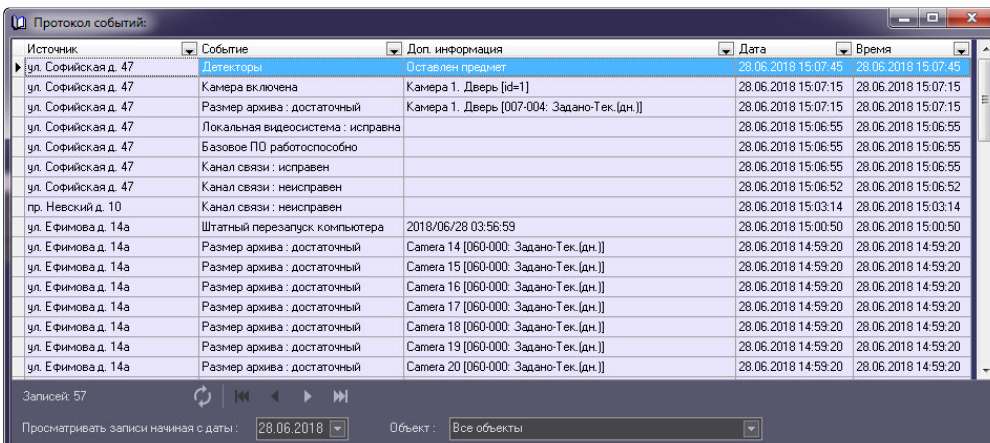 Протокол событий:
Источник Событие Доп. информация Дата Время
ул. Софийская д. 47 Детекторы Оставлен предмет 28.06.2018 15:07:45 28.06.2018 15:07:45
ул. Софийская д. 47 Камера включена Камера 1. Дверь [id=1] 28.06.2018 15:07:15 28.06.2018 15:07:15
ул. Софийская д. 47 Размер архива : достаточный Камера 1. Дверь [007-004: Задано-Тек.(дн.)] 28.06.2018 15:07:15 28.06.2018 15:07:15
ул. Софийская д. 47 Локальная видеосистема : исправна 28.06.2018 15:06:55 28.06.2018 15:06:55
ул. Софийская д. 47 Базовое ПО работоспособно 28.06.2018 15:06:55 28.06.2018 15:06:55
ул. Софийская д. 47 Канал связи : исправен 28.06.2018 15:06:55 28.06.2018 15:06:55
ул. Софийская д. 47 Канал связи : неисправен 28.06.2018 15:06:52 28.06.2018 15:06:52
пр. Невский д. 10 Канал связи : неисправен 28.06.2018 15:03:14 28.06.2018 15:03:14
ул. Ефимова д. 14а Штатный перезапуск компьютера 2018/06/28 03:56:59 28.06.2018 15:00:50 28.06.2018 15:00:50
ул. Ефимова д. 14а Размер архива : достаточный Camera 14 [060-000: Задано-Тек.(дн.)] 28.06.2018 14:59:20 28.06.2018 14:59:20
ул. Ефимова д. 14а Размер архива : достаточный Camera 15 [060-000: Задано-Тек.(дн.)] 28.06.2018 14:59:20 28.06.2018 14:59:20
ул. Ефимова д. 14а Размер архива : достаточный Camera 16 [060-000: Задано-Тек.(дн.)] 28.06.2018 14:59:20 28.06.2018 14:59:20
ул. Ефимова д. 14а Размер архива : достаточный Camera 17 [060-000: Задано-Тек.(дн.)] 28.06.2018 14:59:20 28.06.2018 14:59:20
ул. Ефимова д. 14а Размер архива : достаточный Camera 18 [060-000: Задано-Тек.(дн.)] 28.06.2018 14:59:20 28.06.2018 14:59:20
ул. Ефимова д. 14а Размер архива : достаточный Camera 19 [060-000: Задано-Тек.(дн.)] 28.06.2018 14:59:20 28.06.2018 14:59:20
ул. Ефимова д. 14а Размер архива : достаточный Camera 20 [060-000: Задано-Тек.(дн.)] 28.06.2018 14:59:20 28.06.2018 14:59:20
Записей: 57
Просматривать записи начиная с даты : 28.06.2018 Объект : Все объекты